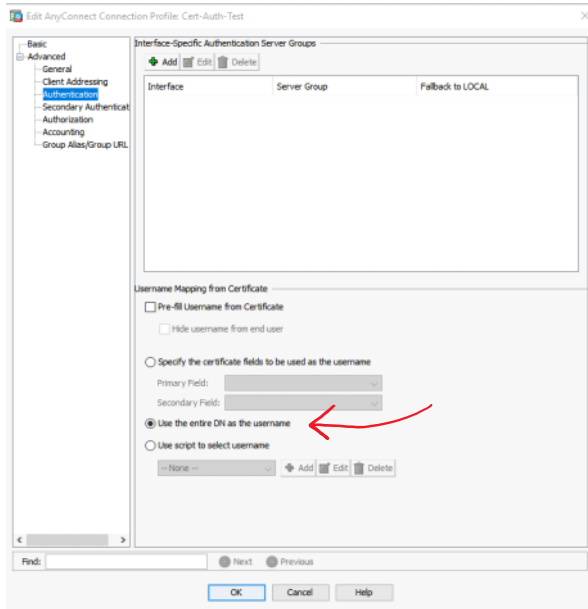 Edit AnyConnect Connection Profile: Cert-Auth-Test
Basic
Advanced
General
Client Addressing
Authentication
Secondary Authenticat
Authorization
Accounting
Group Alias/Group URL
Interface-Specific Authentication Server Groups
Add Edit Delete
Interface Server Group Fallback to LOCAL
Username Mapping from Certificate
Pre-fill Username from Certificate
Hide username from end user
Specify the certificate fields to be used as the username
Primary Field:
Secondary Field:
Use the entire DN as the username
Use script to select username
-- None -- Add Edit Delete
Find: Next Previous
OK Cancel Help